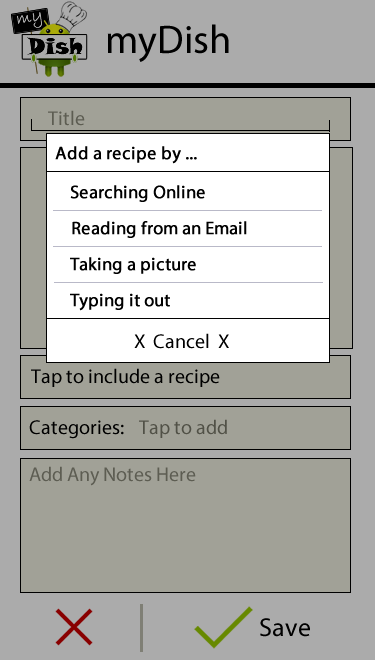 my
Dish
myDish
Title
Add a recipe by ...
Searching Online
Reading from an Email
Taking a picture
Typing it out
X Cancel X
Tap to include a recipe
Categories: Tap to add
Add Any Notes Here
Save